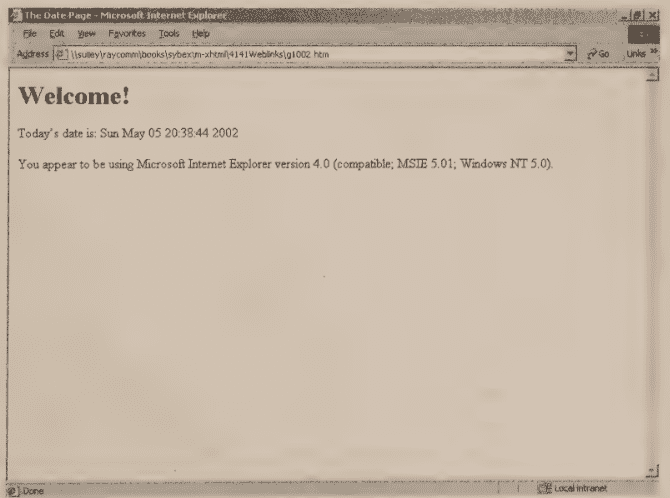 The Date Page - Microsoft Internet Explorer
File Edit View Favorites Tools Help
Address \\suzey\raycomm\books\sybex\m-xhtml\4141Weblinks\g1002.htm Go Links »
Welcome!
Today's date is: Sun May 05 20:38:44 2002
You appear to be using Microsoft Internet Explorer version 4.0 (compatible; MSIE 5.01; Windows NT 5.0).
Done Local intranet